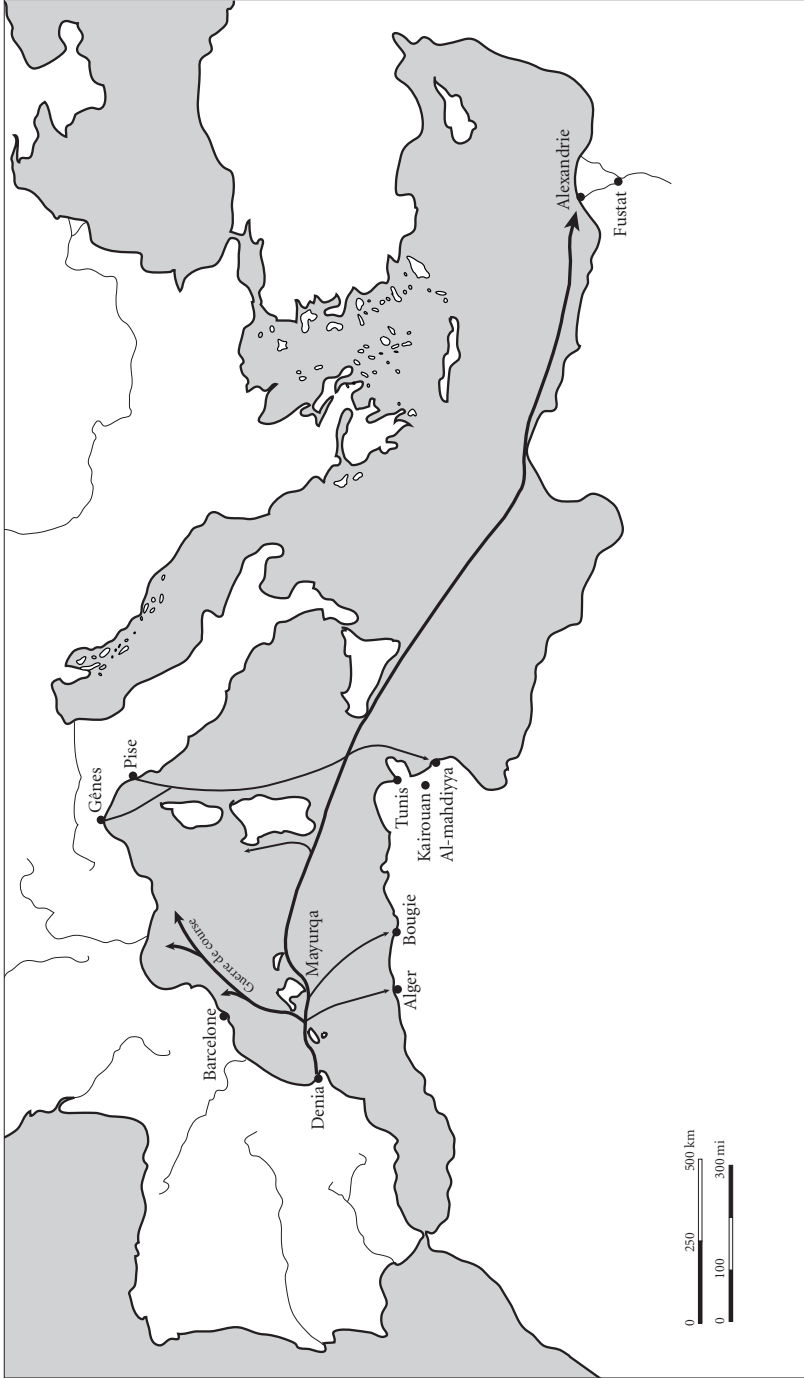 Gênes
Pise
Barcelone
Guerre de course
Mayurqa
Denia
Alger
Bougie
Tunis
Kairouan
Al-mahdiyya
Alexandrie
Fustat
0 250 500 km
0 100 300 mi